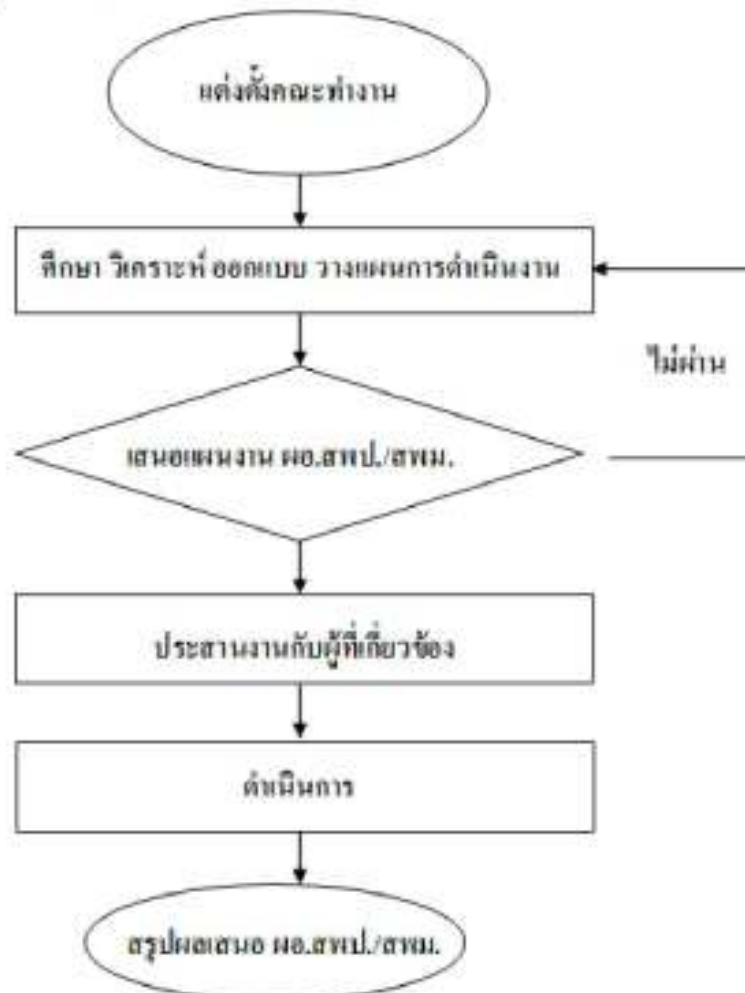 แต่งตั้งคณะทำงาน
ศึกษา วิเคราะห์ ออกแบบ วางแผนการดำเนินงาน
ไม่ผ่าน
เสนอแผนงาน ผอ.สพป./สพม.
ประสานงานกับผู้ที่เกี่ยวข้อง
ดำเนินการ
สรุปผลเสนอ ผอ.สพป./สพม.